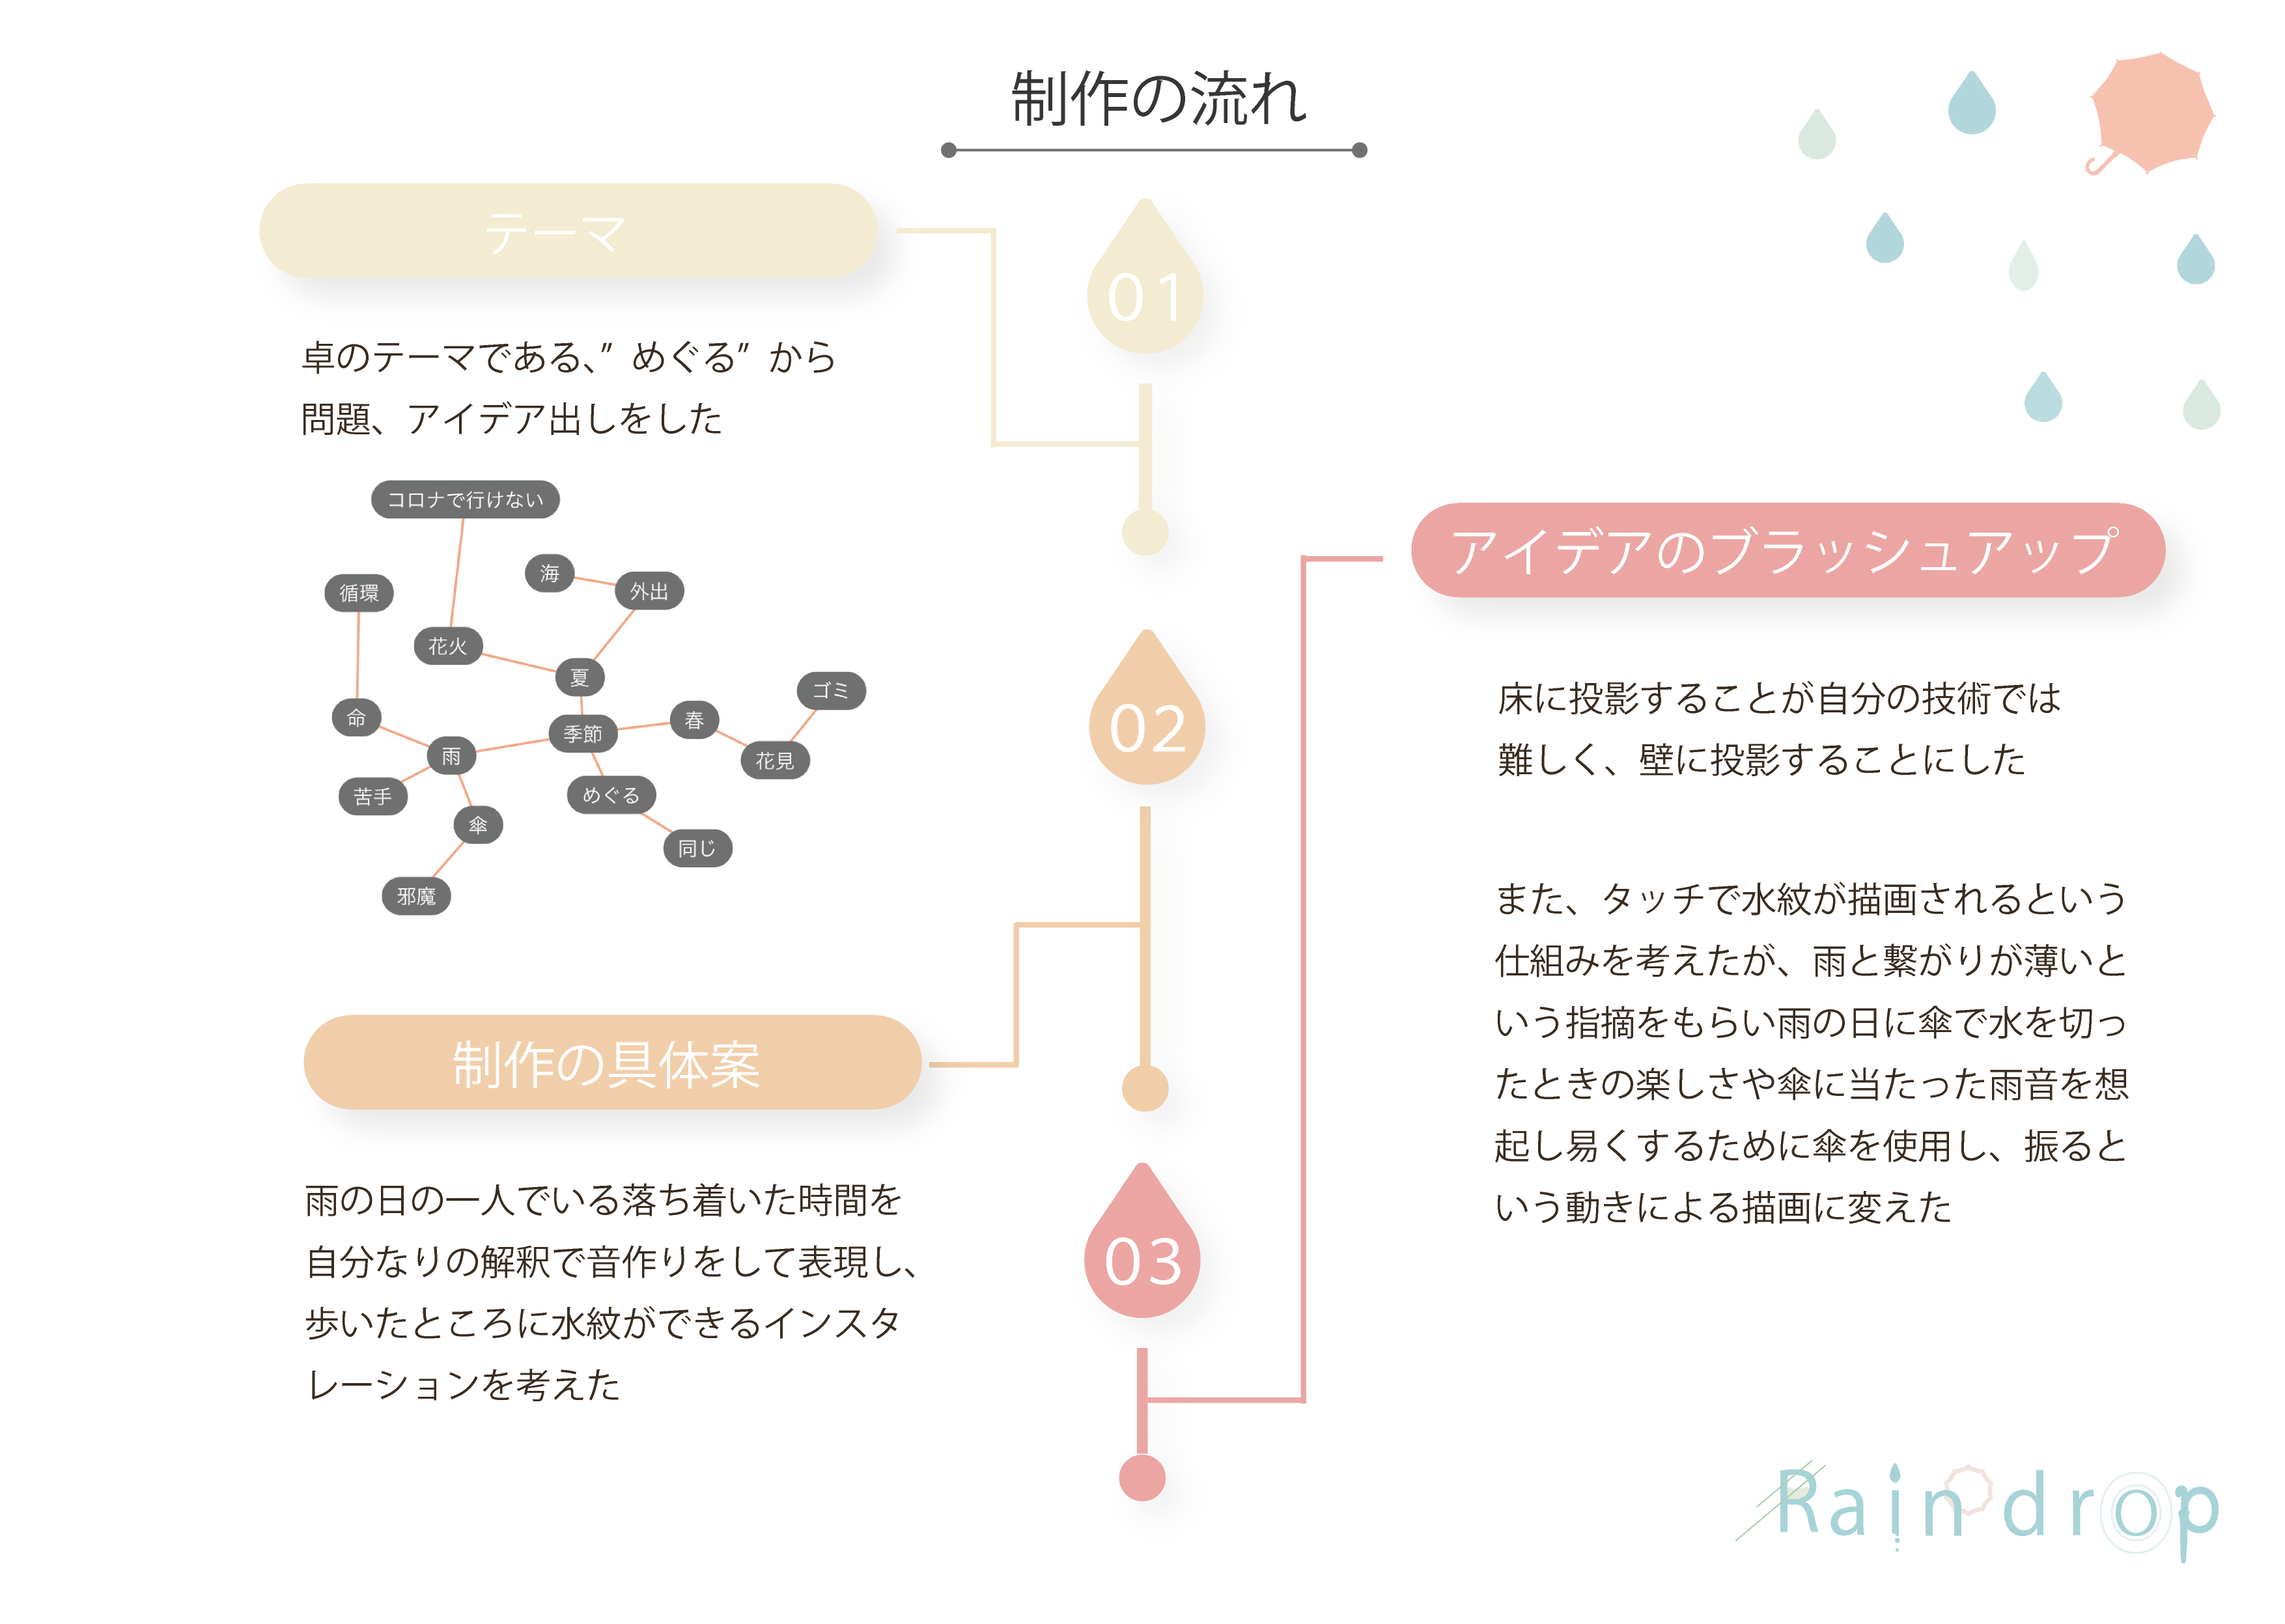 制作の流れ
01
テーマ
卓のテーマである、”めぐる”から
問題、アイデア出しをした
コロナで行けない
海
外出
循環
花火
夏
ゴミ
命
春
季節
雨
花見
苦手
めぐる
傘
同じ
邪魔
02
制作の具体案
雨の日の一人でいる落ち着いた時間を
自分なりの解釈で音作りをして表現し、
歩いたところに水紋ができるインスタ
レーションを考えた
03
アイデアのブラッシュアップ
床に投影することが自分の技術では
難しく、壁に投影することにした
また、タッチで水紋が描画されるという
仕組みを考えたが、雨と繋がりが薄いと
いう指摘をもらい雨の日に傘で水を切っ
たときの楽しさや傘に当たった雨音を想
起し易くするために傘を使用し、振ると
いう動きによる描画に変えた
Rain drop